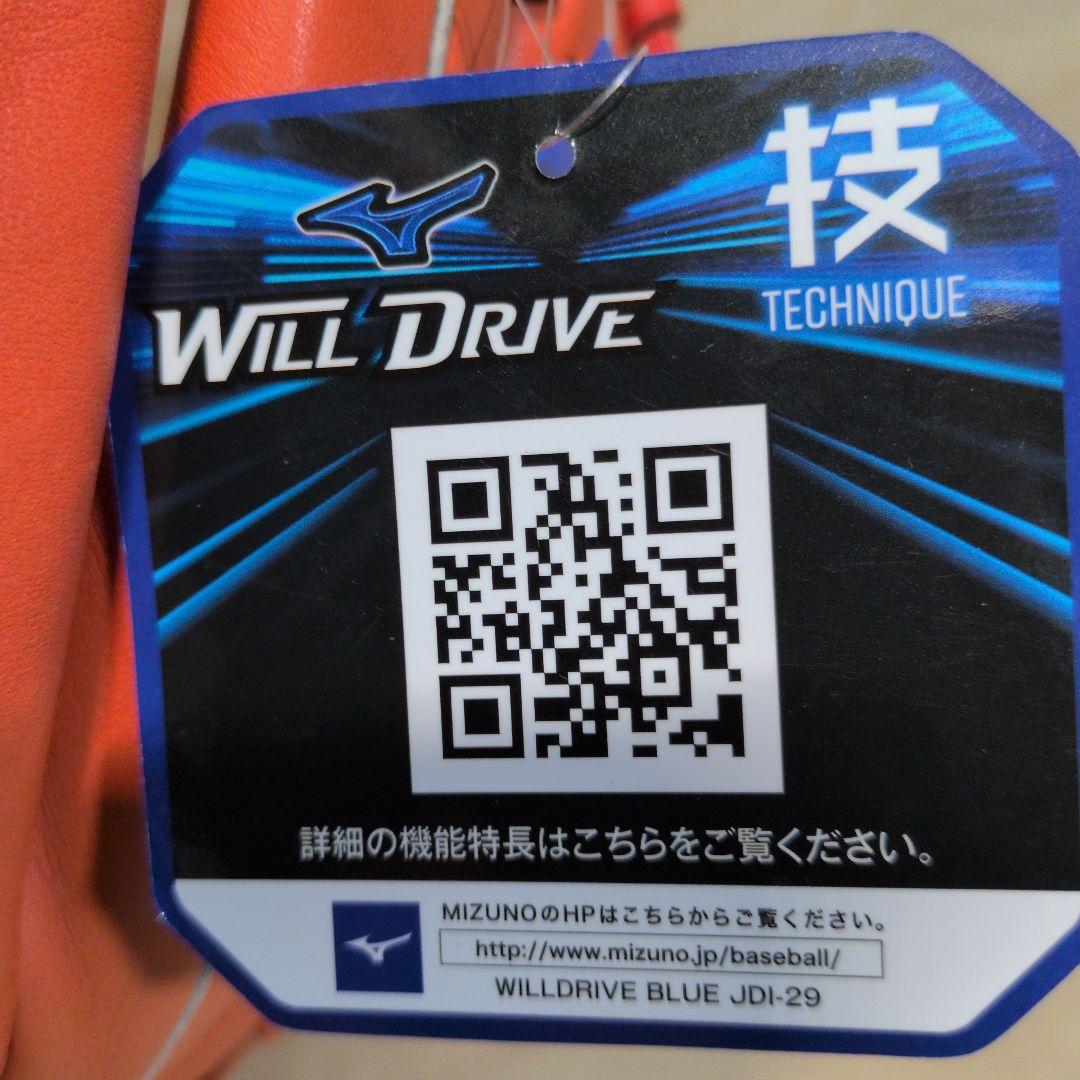 技
TECHNIQUE
WILL DRIVE
詳細の機能特長はこちらをご覧ください。
MIZUNOのHPはこちらからご覧ください。
http://www.mizuno.jp/baseball/
WILLDRIVE BLUE JDI-29